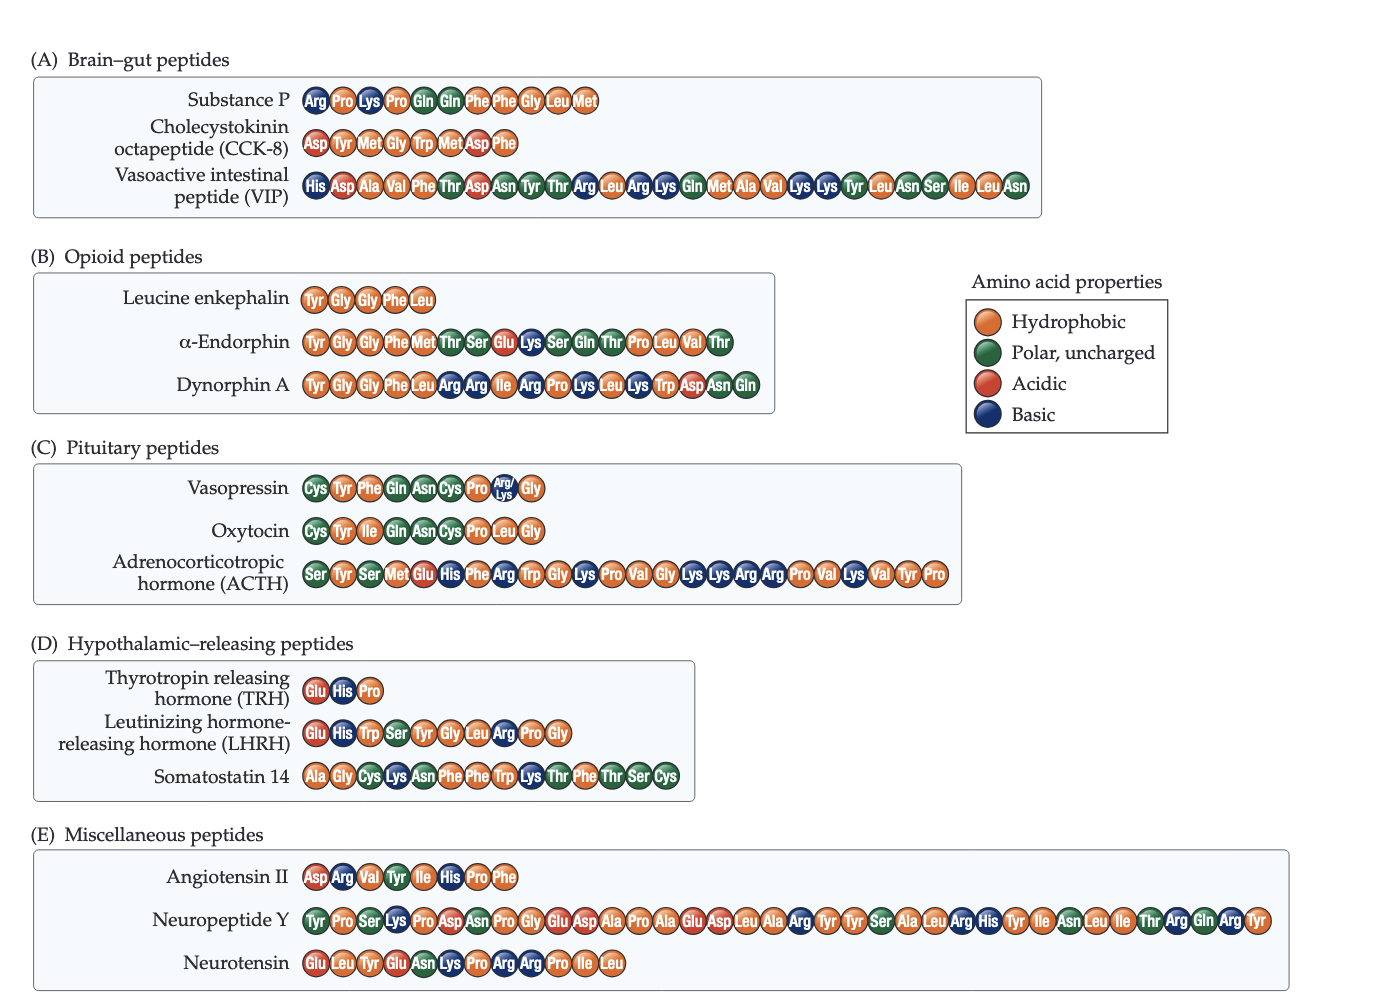 (A) Brain–gut peptides
Substance P Arg Pro Lys Pro Gln Gln Phe Phe Gly Leu Met
Cholecystokinin
octapeptide (CCK-8) Asp Tyr Met Gly Trp Met Asp Phe
Vasoactive intestinal
peptide (VIP) His Asp Ala Val Phe Thr Asp Asn Tyr Thr Arg Leu Arg Lys Gln Met Ala Val Lys Lys Tyr Leu Asn Ser Ile Leu Asn
(B) Opioid peptides
Leucine enkephalin Tyr Gly Gly Phe Leu
α-Endorphin Tyr Gly Gly Phe Met Thr Ser Glu Lys Ser Gln Thr Pro Leu Val Thr
Dynorphin A Tyr Gly Gly Phe Leu Arg Arg Ile Arg Pro Lys Leu Lys Trp Asp Asn Gln
Amino acid properties
Hydrophobic
Polar, uncharged
Acidic
Basic
(C) Pituitary peptides
Vasopressin Cys Tyr Phe Gln Asn Cys Pro Arg/Lys Gly
Oxytocin Cys Tyr Ile Gln Asn Cys Pro Leu Gly
Adrenocorticotropic
hormone (ACTH) Ser Tyr Ser Met Glu His Phe Arg Trp Gly Lys Pro Val Gly Lys Lys Arg Arg Pro Val Lys Val Tyr Pro
(D) Hypothalamic–releasing peptides
Thyrotropin releasing
hormone (TRH) Glu His Pro
Leutinizing hormone-
releasing hormone (LHRH) Glu His Trp Ser Tyr Gly Leu Arg Pro Gly
Somatostatin 14 Ala Gly Cys Lys Asn Phe Phe Trp Lys Thr Phe Thr Ser Cys
(E) Miscellaneous peptides
Angiotensin II Asp Arg Val Tyr Ile His Pro Phe
Neuropeptide Y Tyr Pro Ser Lys Pro Asp Asn Pro Gly Glu Asp Ala Pro Ala Glu Asp Leu Ala Arg Tyr Tyr Ser Ala Leu Arg His Tyr Ile Asn Leu Ile Thr Arg Gln Arg Tyr
Neurotensin Glu Leu Tyr Glu Asn Lys Pro Arg Arg Pro Ile Leu